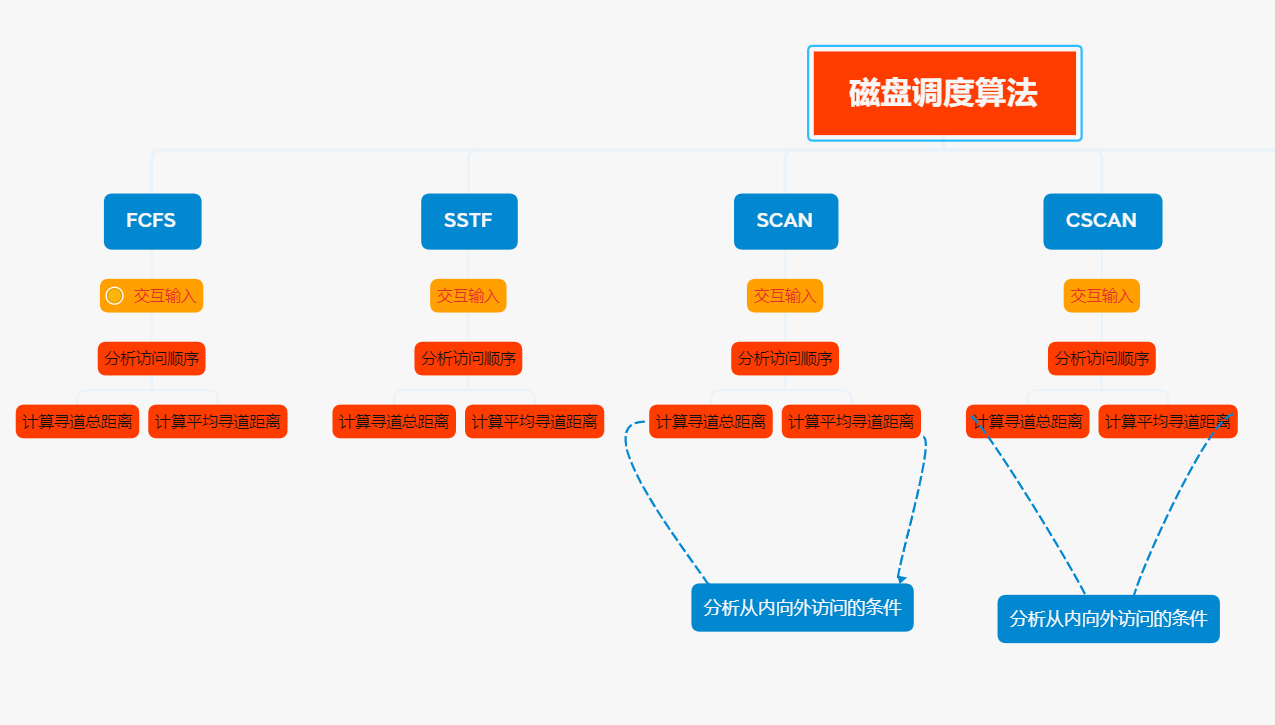 磁盘调度算法
FCFS
SSTF
SCAN
CSCAN
交互输入
交互输入
交互输入
交互输入
分析访问顺序
分析访问顺序
分析访问顺序
分析访问顺序
计算寻道总距离
计算平均寻道距离
计算寻道总距离
计算平均寻道距离
计算寻道总距离
计算平均寻道距离
计算寻道总距离
计算平均寻道距离
分析从内向外访问的条件
分析从内向外访问的条件